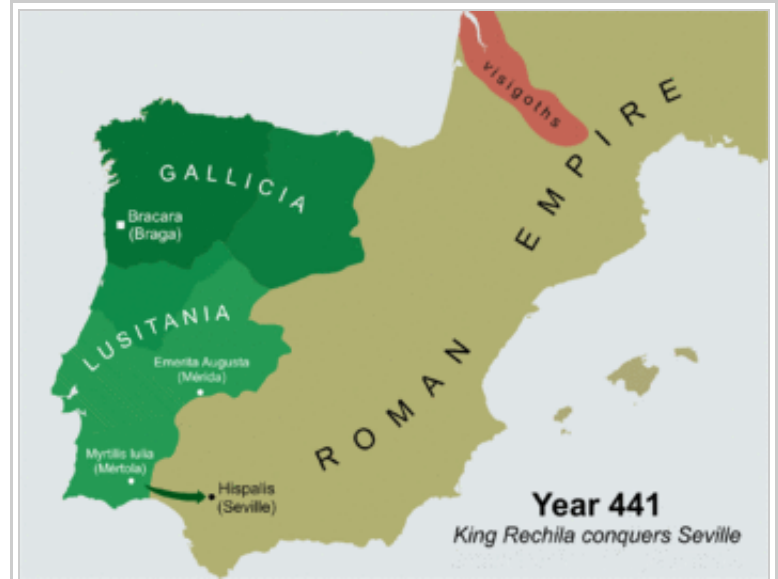 visigoths
ROMAN EMPIRE
GALLICIA
Bracara
(Braga)
LUSITANIA
Emerita Augusta
(Mérida)
Myrtilis Iulia
(Mértola)
Hispalis
(Seville)
Year 441
King Rechila conquers Seville